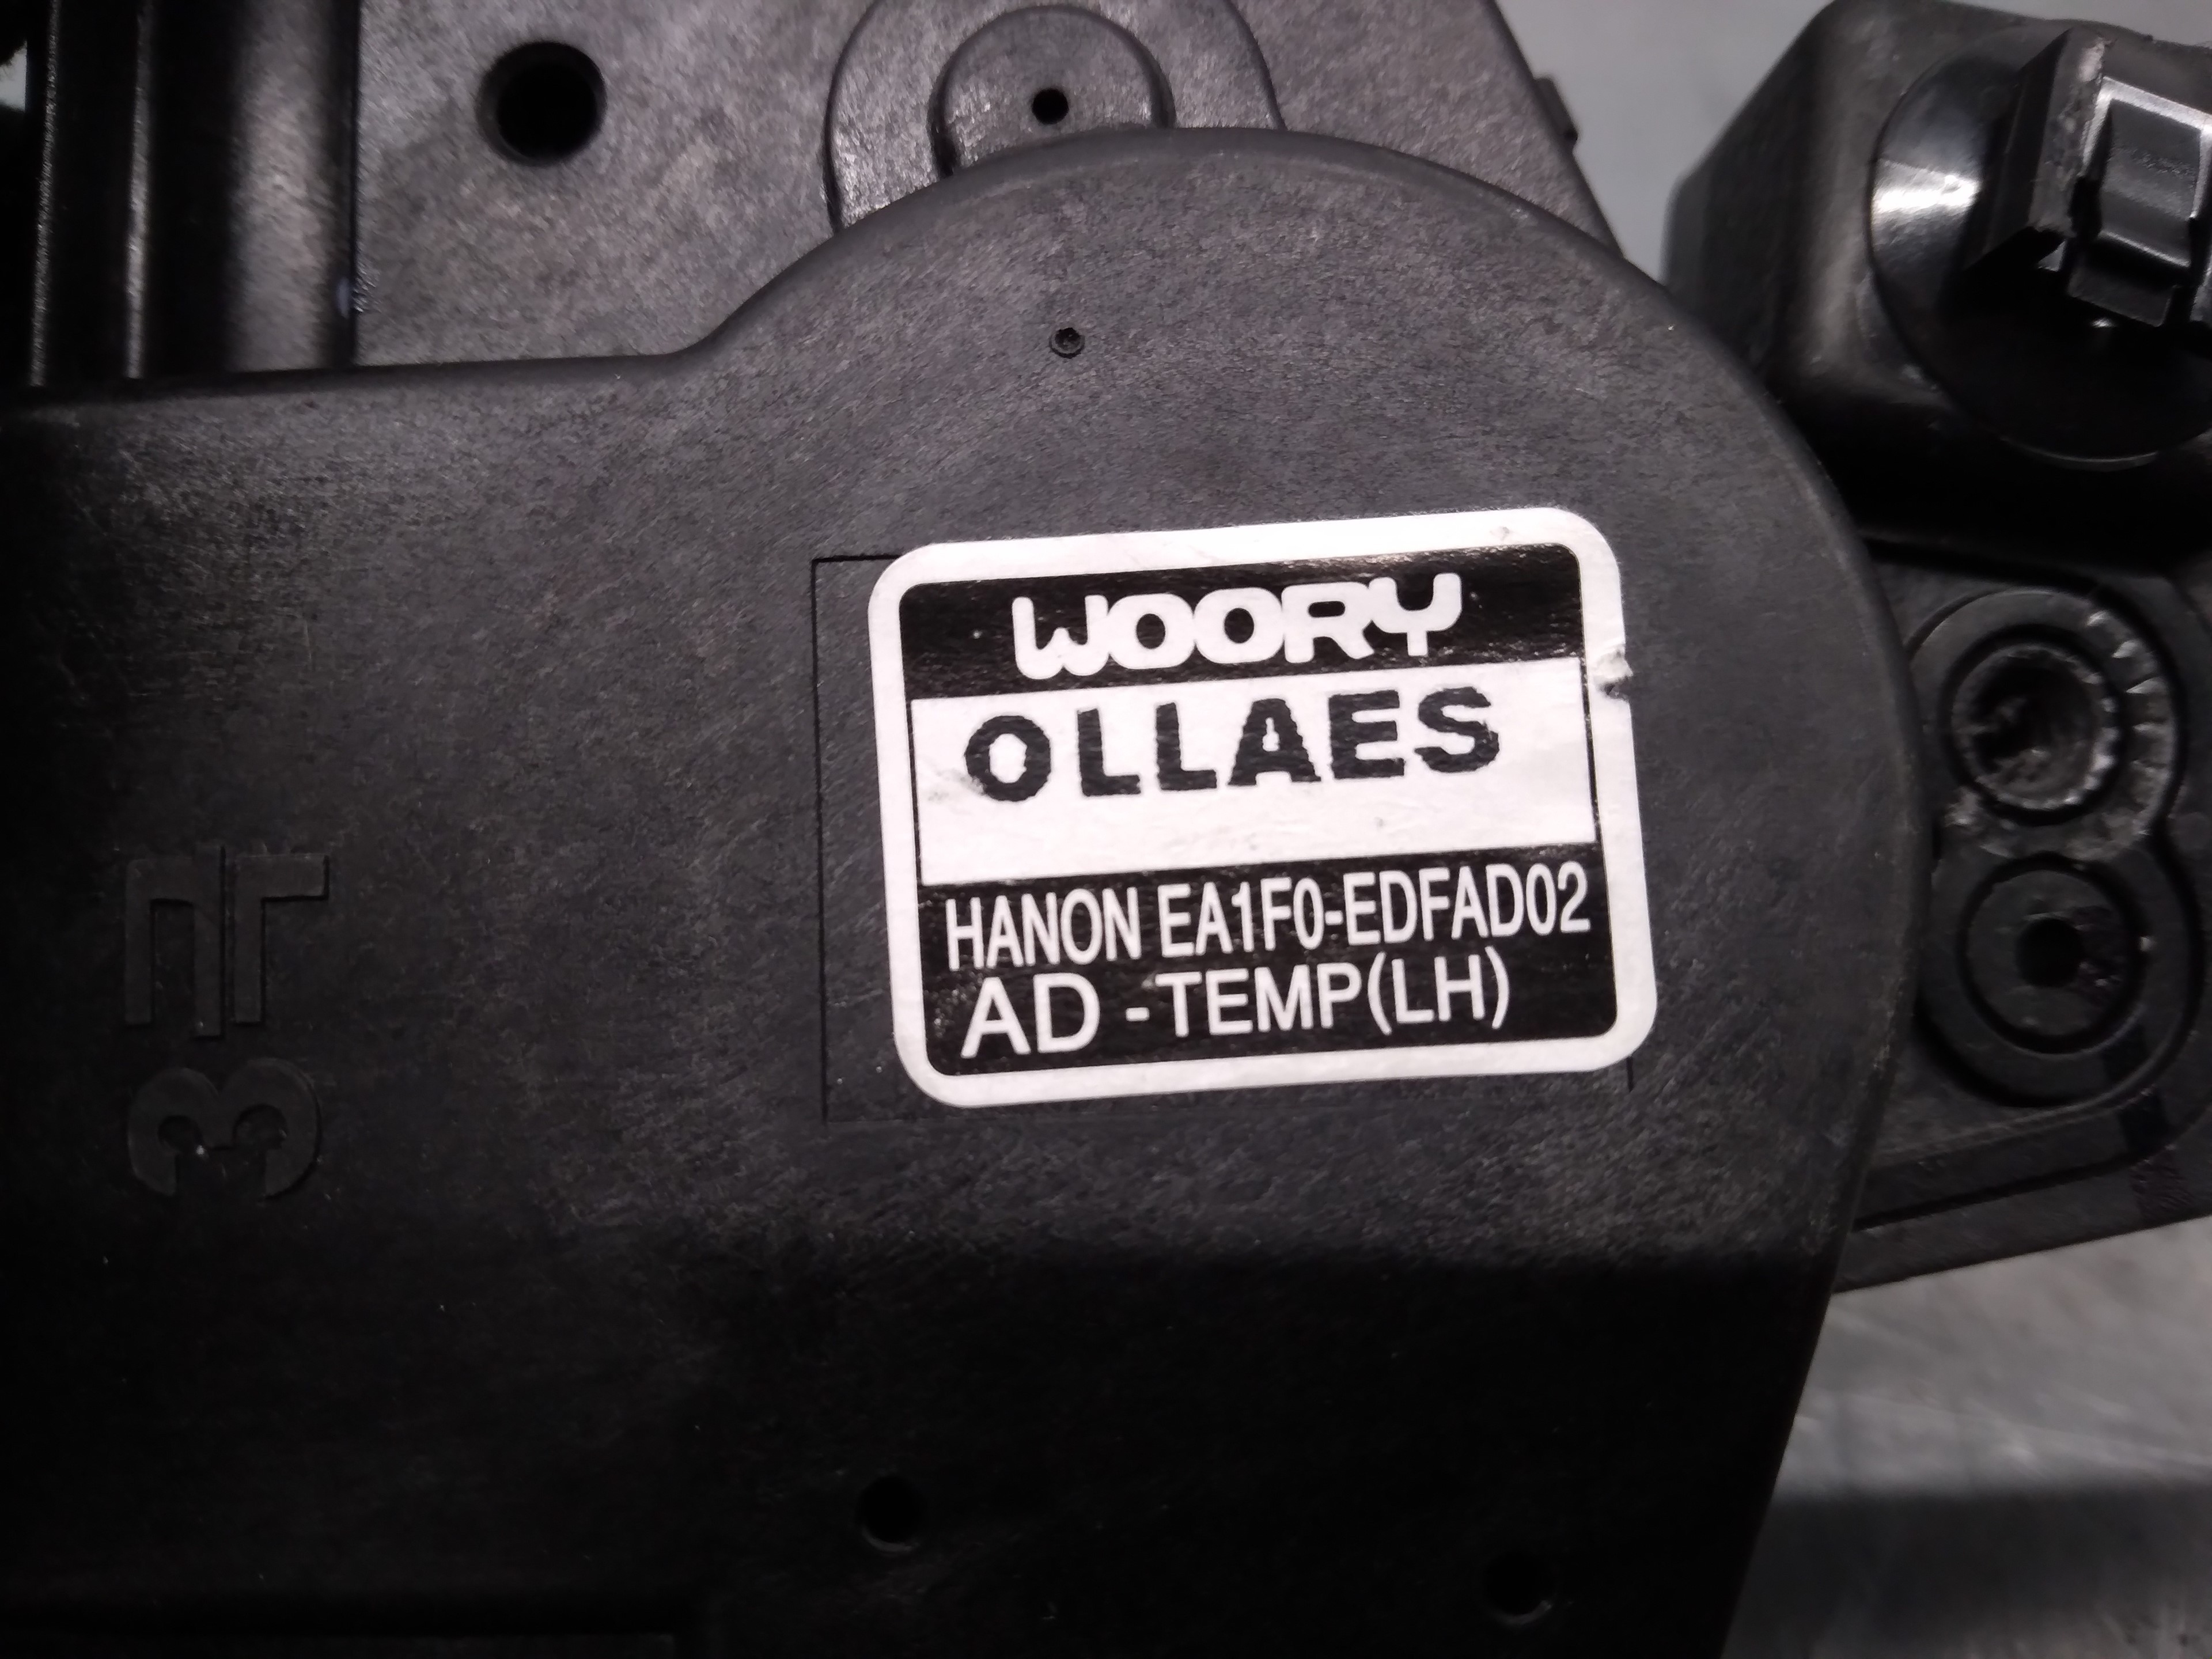 WOORY
OLLAES
HANON EA1F0-EDFAD02
AD -TEMP(LH)